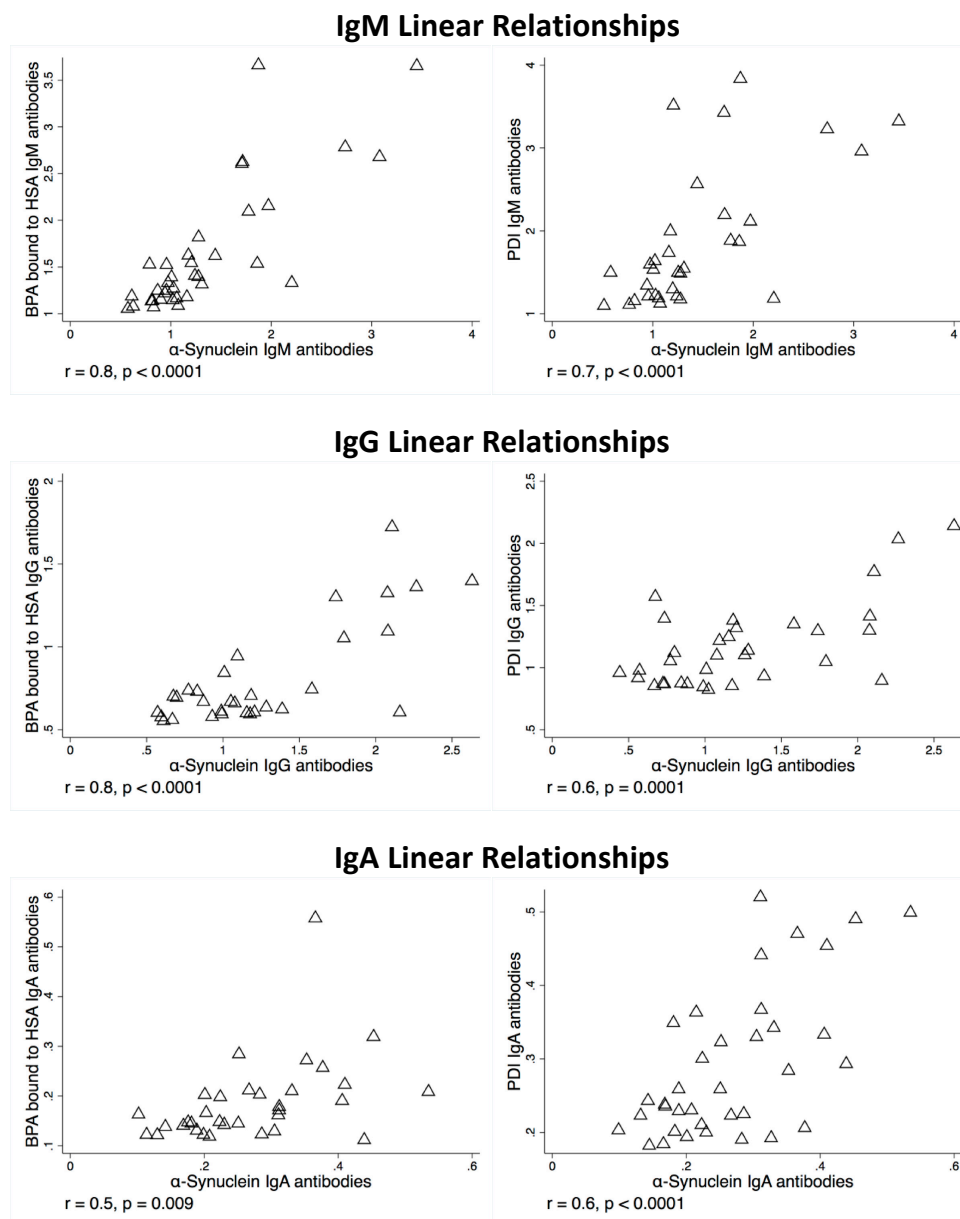 IgM Linear Relationships
BPA bound to HSA IgM antibodies
3.5
3
2.5
2
1.5
1
0 1 2 3 4
α-Synuclein IgM antibodies
r = 0.8, p < 0.0001
PDI IgM antibodies
4
3
2
1
0 1 2 3 4
α-Synuclein IgM antibodies
r = 0.7, p < 0.0001
IgG Linear Relationships
BPA bound to HSA IgG antibodies
2
1.5
1
.5
0 .5 1 1.5 2 2.5
α-Synuclein IgG antibodies
r = 0.8, p < 0.0001
PDI IgG antibodies
2.5
2
1.5
1
.5
0 .5 1 1.5 2 2.5
α-Synuclein IgG antibodies
r = 0.6, p = 0.0001
IgA Linear Relationships
BPA bound to HSA IgA antibodies
.6
.5
.4
.3
.2
.1
0 .2 .4 .6
α-Synuclein IgA antibodies
r = 0.5, p = 0.009
PDI IgA antibodies
.5
.4
.3
.2
0 .2 .4 .6
α-Synuclein IgA antibodies
r = 0.6, p < 0.0001